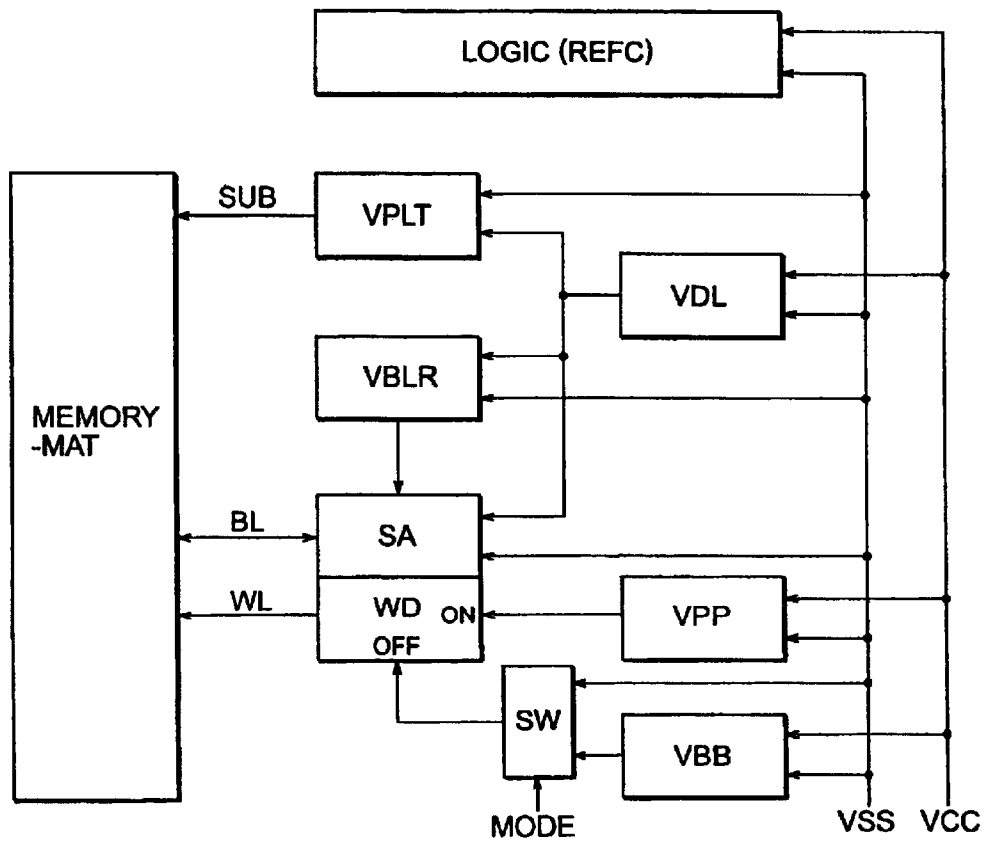 LOGIC (REFC)
SUB
VPLT
VDL
VBLR
MEMORY
-MAT
BL
SA
WL
WD
ON
OFF
VPP
SW
VBB
MODE
VSS
VCC